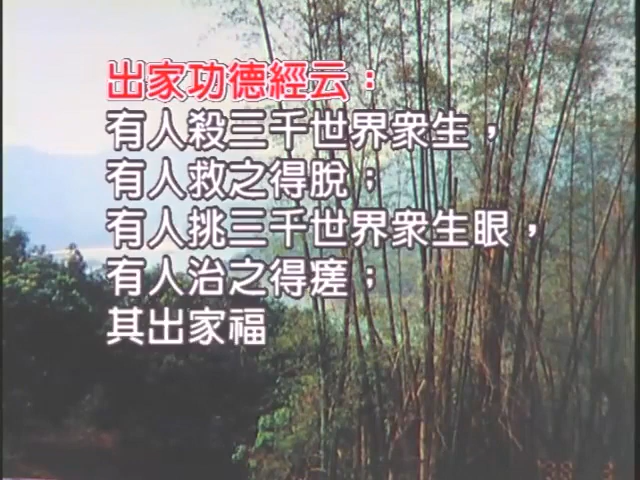 出家功德經云：
有人殺三千世界眾生，
有人救之得脫；
有人挑三千世界眾生眼，
有人治之得瘥；
其出家福